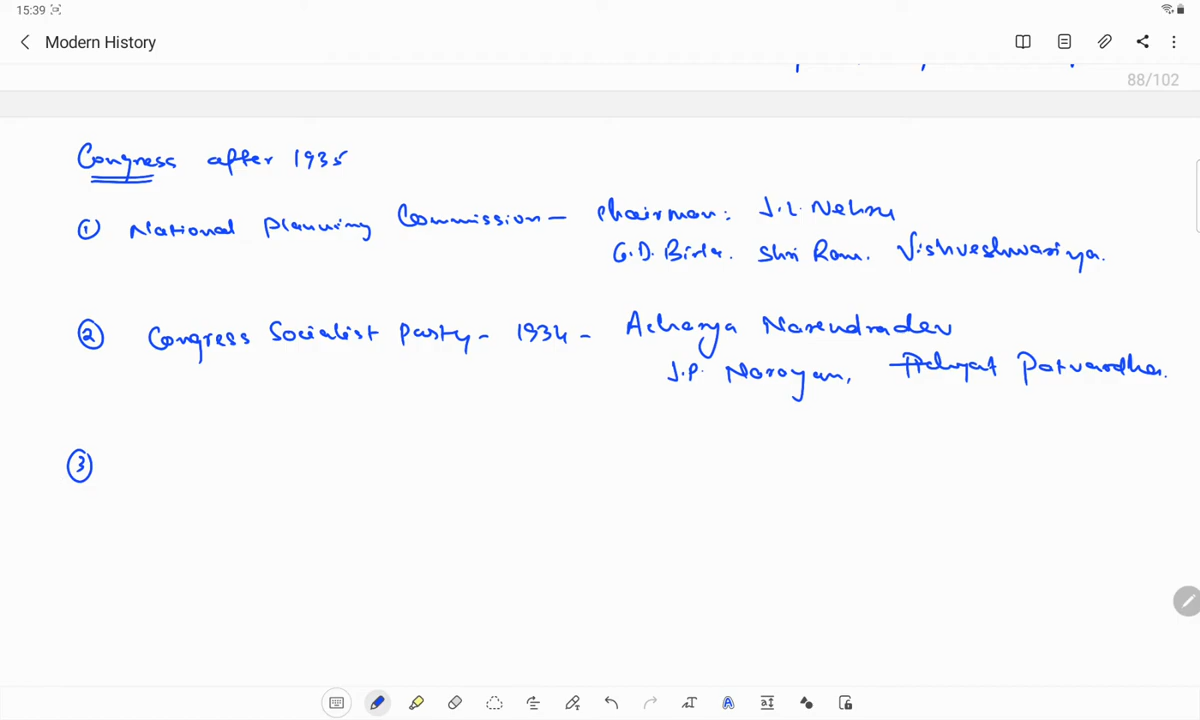 15:39
Modern History
88/102
Congress after 1935
① National Planning Commission - Chairman: J.L. Nehru
G.D. Birla. Shri Ram. Vishveshwariya.
② Congress Socialist Party - 1934 - Acharya Narendradev
J.P. Narayan, Patvardhan.
③